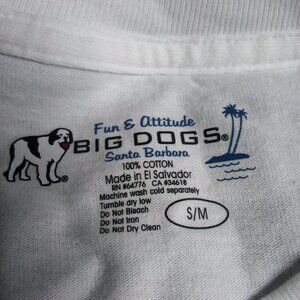 Fun & Attitude
BIG DOGS®
Santa Barbara
100% COTTON
Made in El Salvador
RN #64776 CA #34618
Machine wash cold separately
Tumble dry low
Do Not Bleach
Do Not Iron
Do Not Dry Clean
S/M
®